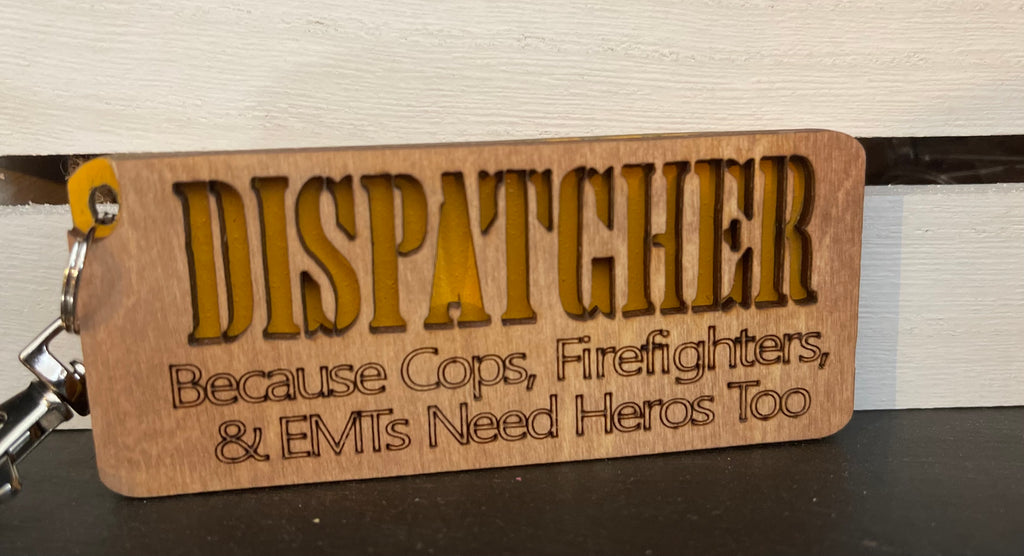 DISPATCHER
Because Cops, Firefighters,
& EMTs Need Heros Too